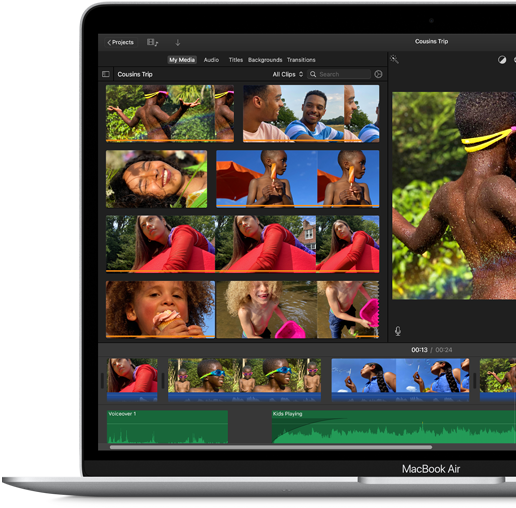 Projects
Cousins Trip
My Media Audio Titles Backgrounds Transitions
Cousins Trip
All Clips
Search
00:13 / 00:24
Voiceover 1
Kids Playing
MacBook Air